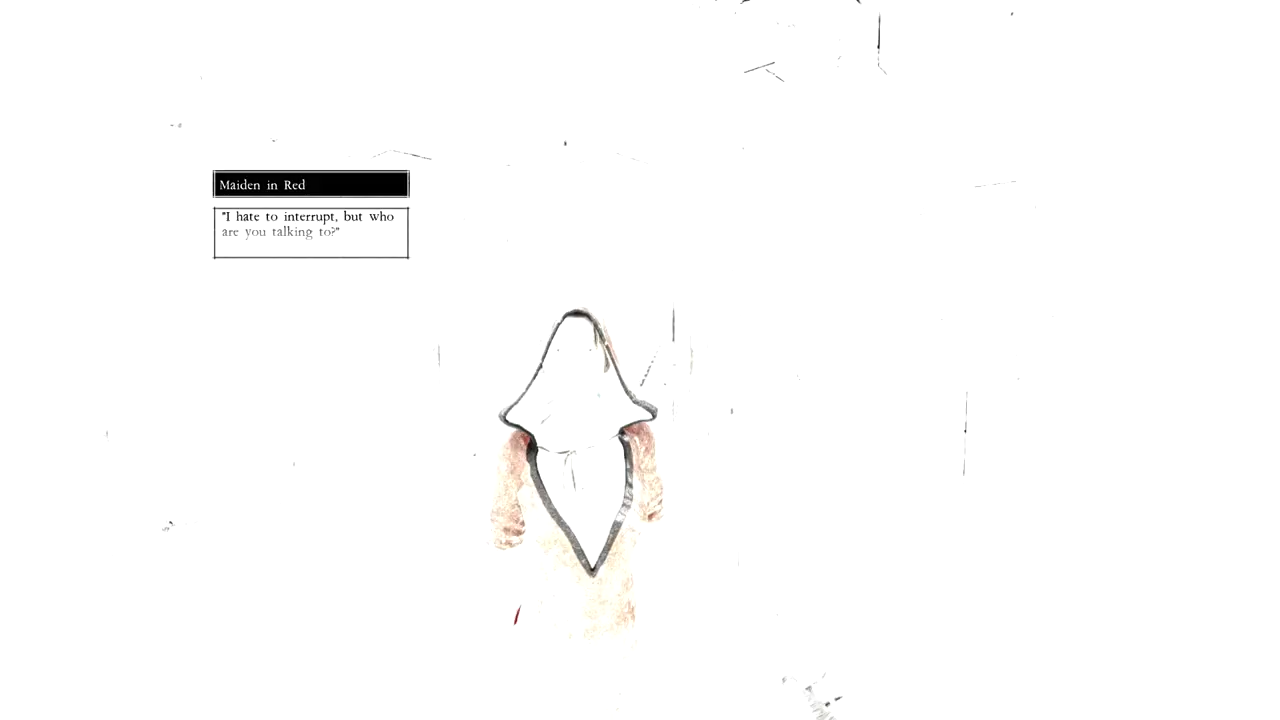 Maiden in Red
"I hate to interrupt, but who
are you talking to?"